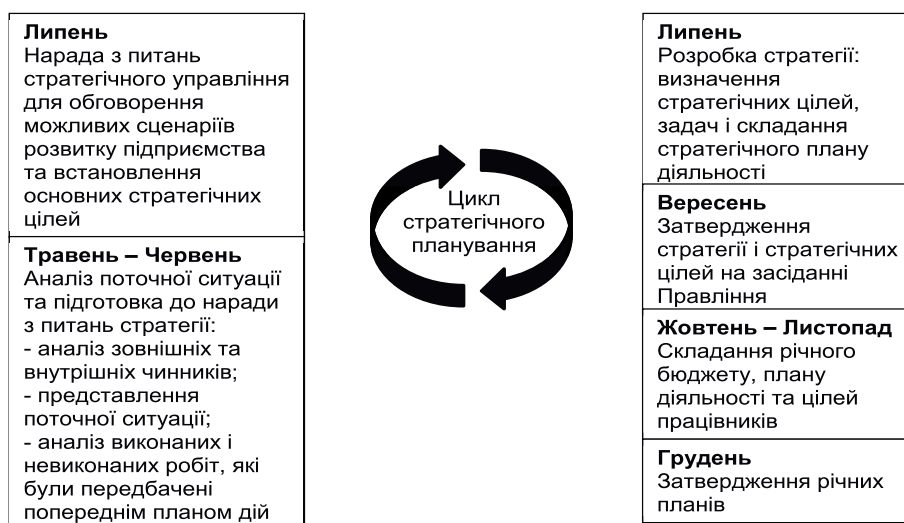 Липень
Нарада з питань
стратегічного управління
для обговорення
можливих сценаріїв
розвитку підприємства
та встановлення
основних стратегічних
цілей
Травень – Червень
Аналіз поточної ситуації
та підготовка до наради
з питань стратегії:
- аналіз зовнішніх та
внутрішніх чинників;
- представлення
поточної ситуації;
- аналіз виконаних і
невиконаних робіт, які
були передбачені
попереднім планом дій
Цикл
стратегічного
планування
Липень
Розробка стратегії:
визначення
стратегічних цілей,
задач і складання
стратегічного плану
діяльності
Вересень
Затвердження
стратегії і стратегічних
цілей на засіданні
Правління
Жовтень – Листопад
Складання річного
бюджету, плану
діяльності та цілей
працівників
Грудень
Затвердження річних
планів